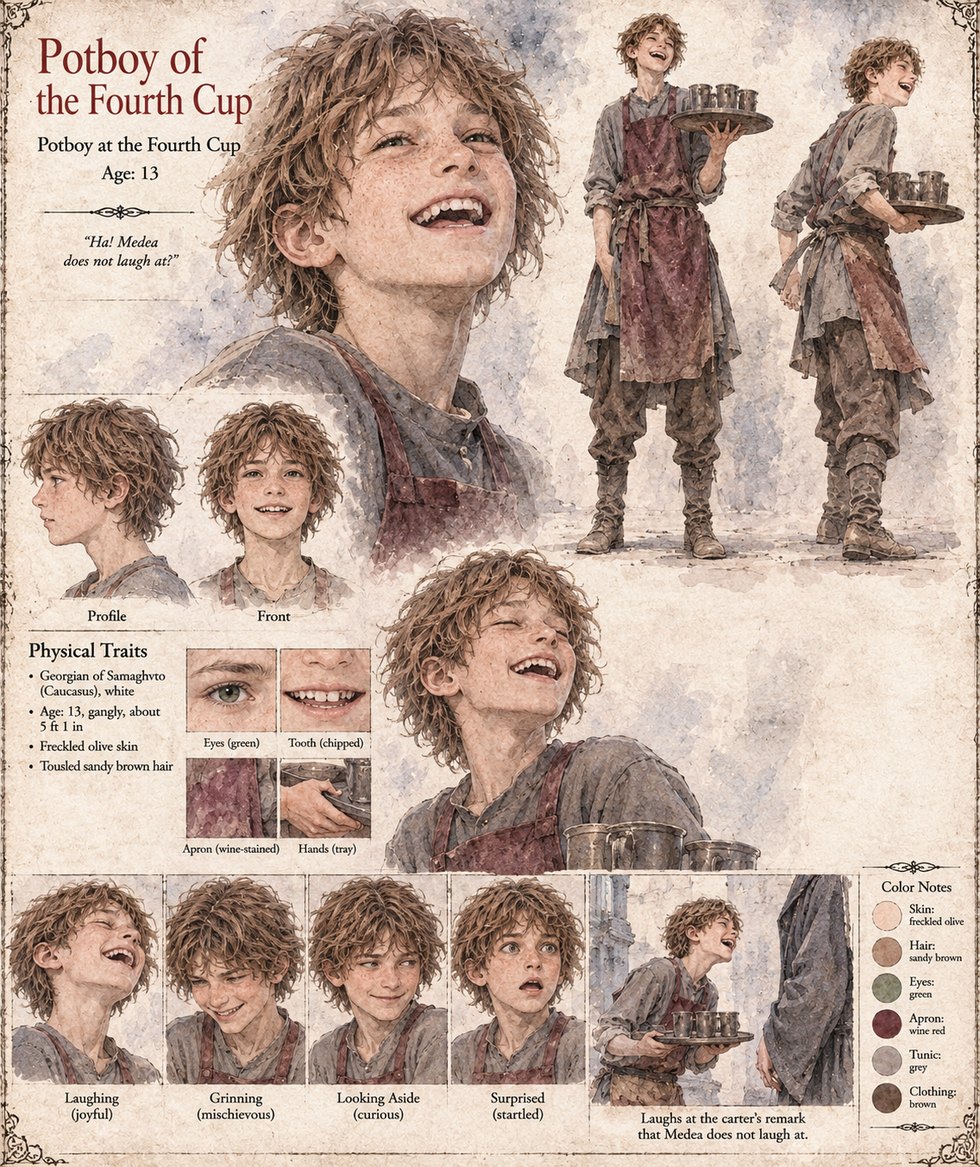 Potboy of
the Fourth Cup
Potboy at the Fourth Cup
Age: 13
“Ha! Medea
does not laugh at?”
Profile
Front
Physical Traits
• Georgian of Samaghvto
(Caucasus), white
• Age: 13, gangly, about
5 ft 1 in
• Freckled olive skin
• Tousled sandy brown hair
Eyes (green)
Tooth (chipped)
Apron (wine-stained)
Hands (tray)
Laughing
(joyful)
Grinning
(mischievous)
Looking Aside
(curious)
Surprised
(startled)
Laughs at the carter’s remark
that Medea does not laugh at.
Color Notes
Skin:
freckled olive
Hair:
sandy brown
Eyes:
green
Apron:
wine red
Tunic:
grey
Clothing:
brown